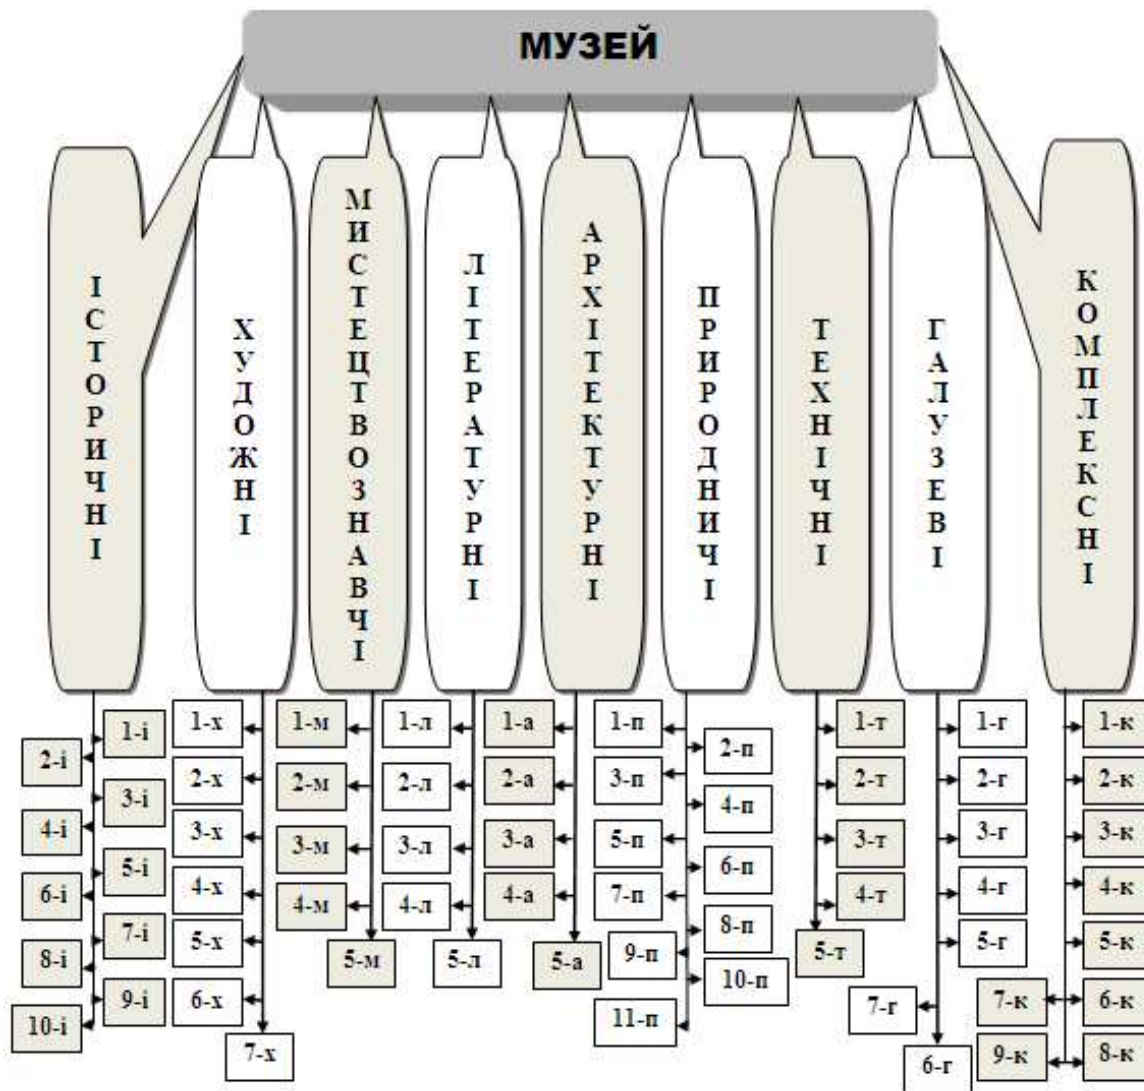 МУЗЕЙ
ІСТОРИЧНІ
ХУДОЖНІ
МИСТЕЦТВОЗНАВЧІ
ЛІТЕРАТУРНІ
АРХІТЕКТУРНІ
ПРИРОДНИЧІ
ТЕХНІЧНІ
ГАЛУЗЕВІ
КОМПЛЕКСНІ
1-і
2-і
3-і
4-і
5-і
6-і
7-і
8-і
9-і
10-і
1-х
2-х
3-х
4-х
5-х
6-х
7-х
1-м
2-м
3-м
4-м
5-м
1-л
2-л
3-л
4-л
5-л
1-а
2-а
3-а
4-а
5-а
1-п
2-п
3-п
4-п
5-п
6-п
7-п
8-п
9-п
10-п
11-п
1-т
2-т
3-т
4-т
5-т
1-г
2-г
3-г
4-г
5-г
7-г
6-г
1-к
2-к
3-к
4-к
5-к
7-к
6-к
9-к
8-к